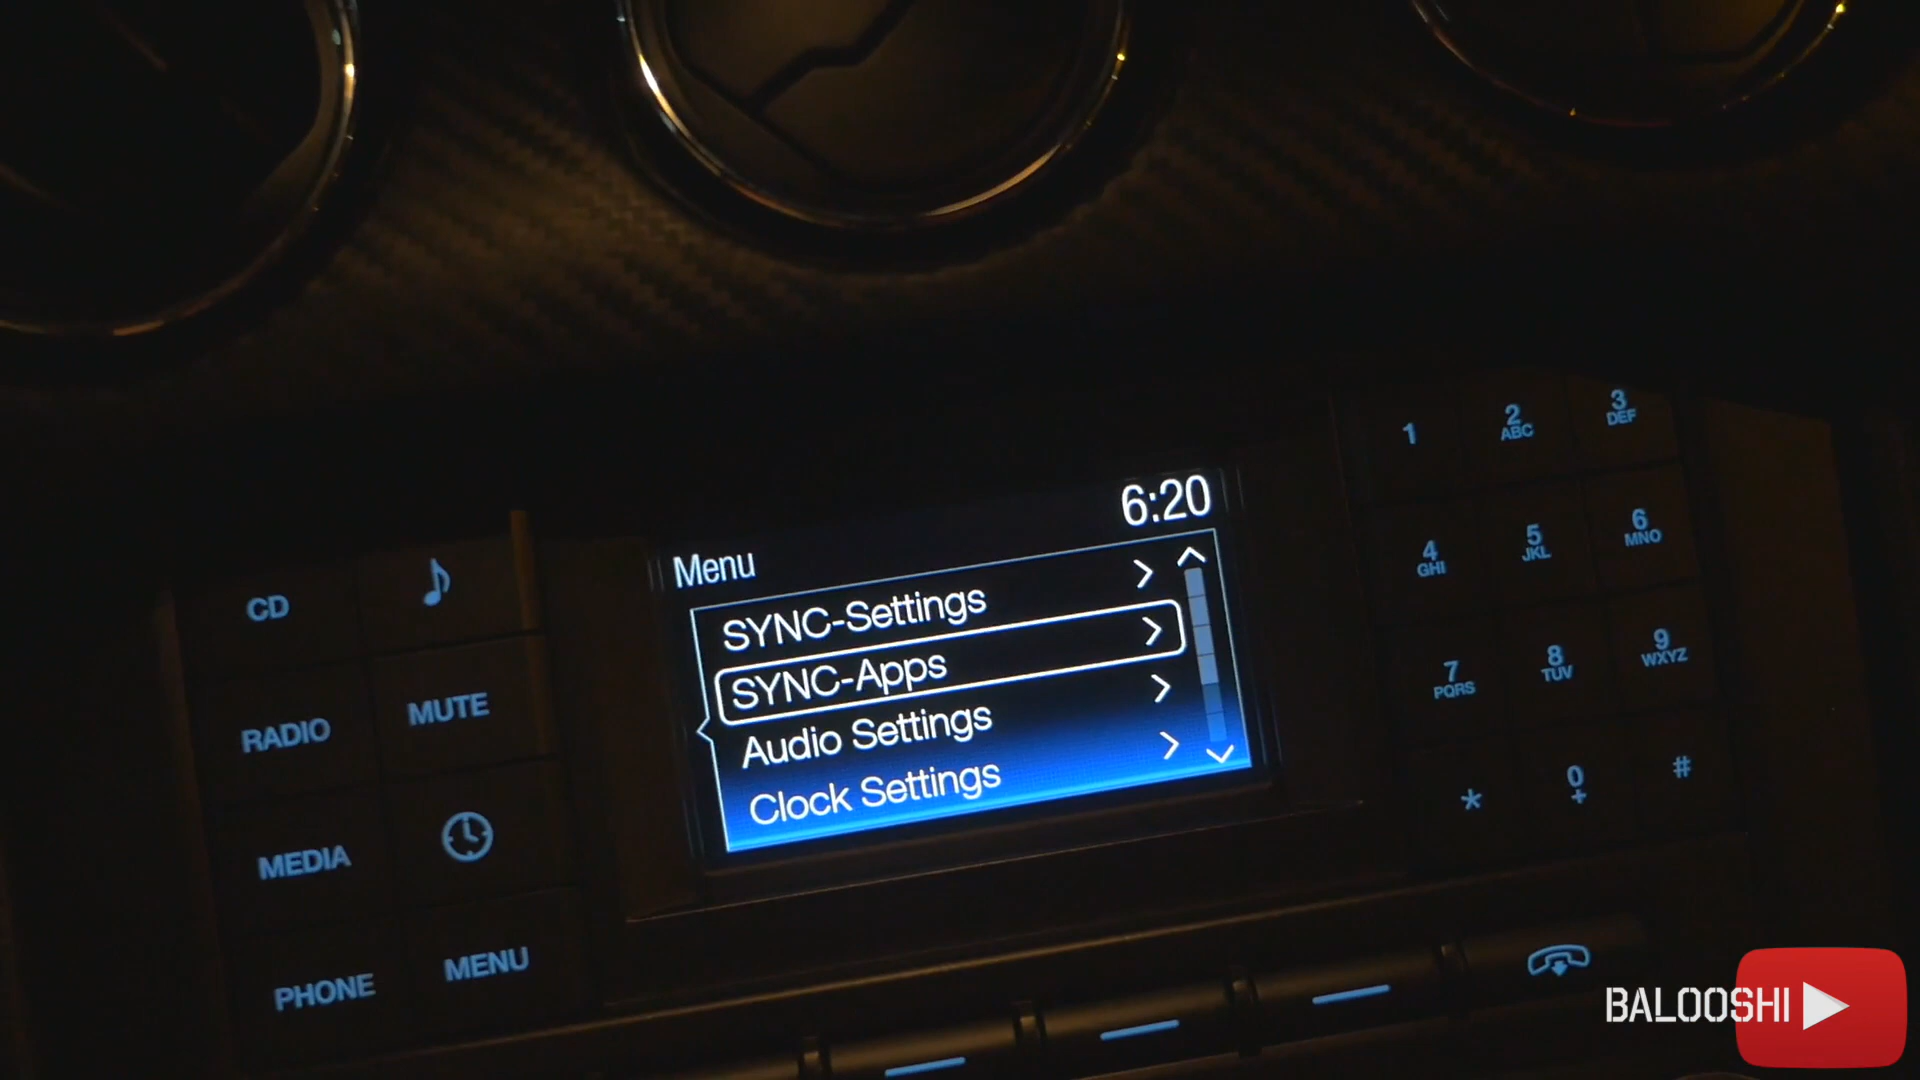 6:20
Menu
SYNC-Settings
SYNC-Apps
Audio Settings
Clock Settings
CD
RADIO
MUTE
MEDIA
PHONE
MENU
1
2
ABC
3
DEF
4
GHI
5
JKL
6
MNO
7
PQRS
8
TUV
9
WXYZ
*
0
+
#
BALOOSHI